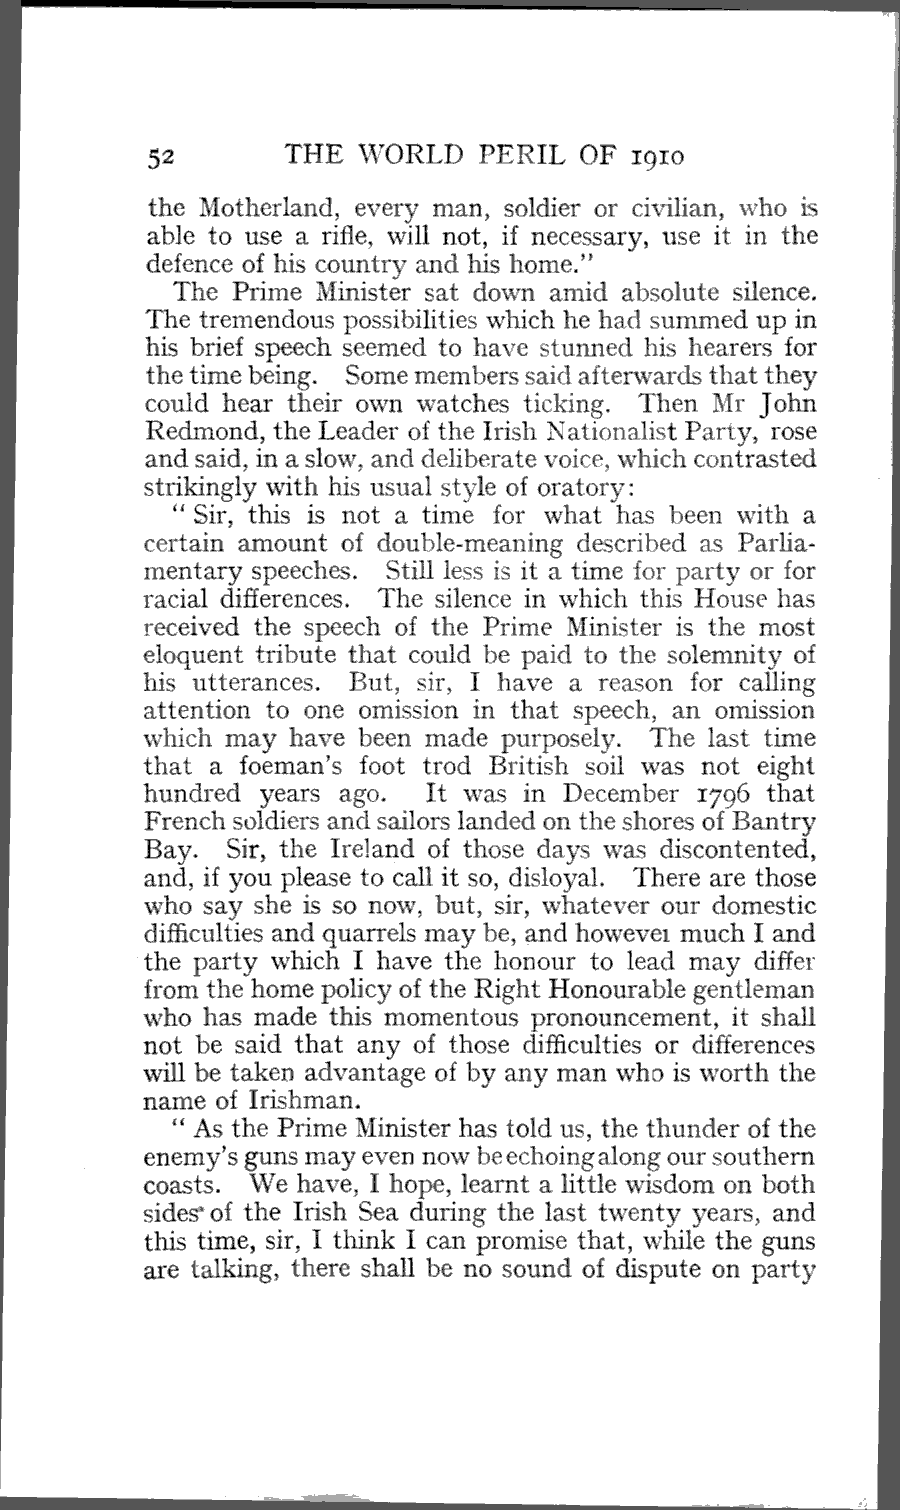 52 THE WORLD PERIL OF 1910
the Motherland, every man, soldier or civilian, who is
able to use a rifle, will not, if necessary, use it in the
defence of his country and his home."
The Prime Minister sat down amid absolute silence.
The tremendous possibilities which he had summed up in
his brief speech seemed to have stunned his hearers for
the time being. Some members said afterwards that they
could hear their own watches ticking. Then Mr John
Redmond, the Leader of the Irish Nationalist Party, rose
and said, in a slow, and deliberate voice, which contrasted
strikingly with his usual style of oratory:
" Sir, this is not a time for what has been with a
certain amount of double-meaning described as Parlia-
mentary speeches. Still less is it a time for party or for
racial differences. The silence in which this House has
received the speech of the Prime Minister is the most
eloquent tribute that could be paid to the solemnity of
his utterances. But, sir, I have a reason for calling
attention to one omission in that speech, an omission
which may have been made purposely. The last time
that a foeman's foot trod British soil was not eight
hundred years ago. It was in December 1796 that
French soldiers and sailors landed on the shores of Bantry
Bay. Sir, the Ireland of those days was discontented,
and, if you please to call it so, disloyal. There are those
who say she is so now, but, sir, whatever our domestic
difficulties and quarrels may be, and however much I and
the party which I have the honour to lead may differ
from the home policy of the Right Honourable gentleman
who has made this momentous pronouncement, it shall
not be said that any of those difficulties or differences
will be taken advantage of by any man who is worth the
name of Irishman.
" As the Prime Minister has told us, the thunder of the
enemy's guns may even now be echoing along our southern
coasts. We have, I hope, learnt a little wisdom on both
sides of the Irish Sea during the last twenty years, and
this time, sir, I think I can promise that, while the guns
are talking, there shall be no sound of dispute on party